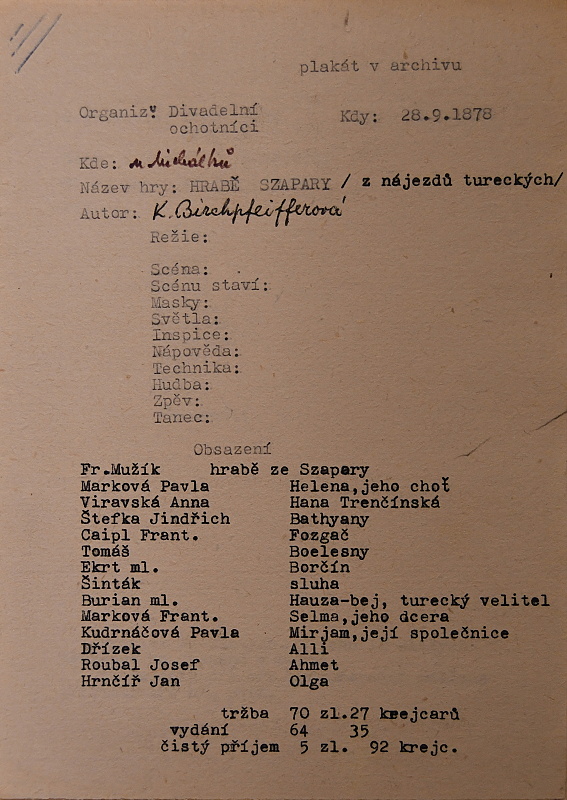 plakát v archivu
Organiz. Divadelní Kdy: 28.9.1878
ochotníci
Kde: u Michálků
Název hry: HRABĚ SZAPARY / z nájezdů tureckých/
Autor: K. Birchpfeifferová
Režie:
Scéna:
Scénu staví:
Masky:
Světla:
Inspice:
Nápověda:
Technika:
Hudba:
Zpěv:
Tanec:
Obsazení
Fr.Mužík hrabě ze Szapary
Marková Pavla Helena,jeho choť
Viravská Anna Hana Trenčínská
Štefka Jindřich Bathyany
Caipl Frant. Fozgač
Tomáš Boelesny
Ekrt ml. Borčín
Šinták sluha
Burian ml. Hauza-bej, turecký velitel
Marková Frant. Selma,jeho dcera
Kudrnáčová Pavla Mirjam,její společnice
Dřízek Alli
Roubal Josef Ahmet
Hrnčíř Jan Olga
tržba 70 zl.27 krejcarů
vydání 64 35
čistý příjem 5 zl. 92 krejc.